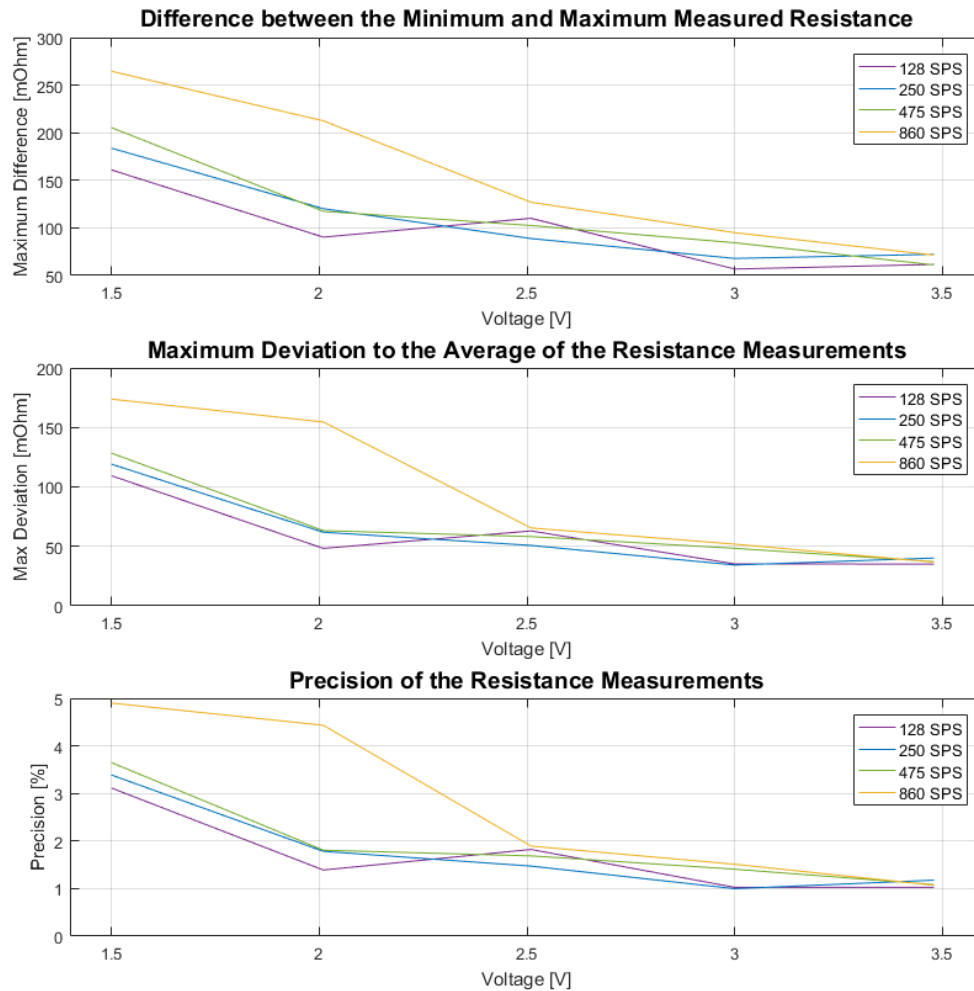 Difference between the Minimum and Maximum Measured Resistance
300
250
200
150
100
50
Maximum Difference [mOhm]
128 SPS
250 SPS
475 SPS
860 SPS
1.5 2 2.5 3 3.5
Voltage [V]
Maximum Deviation to the Average of the Resistance Measurements
200
150
100
50
0
Max Deviation [mOhm]
128 SPS
250 SPS
475 SPS
860 SPS
1.5 2 2.5 3 3.5
Voltage [V]
Precision of the Resistance Measurements
5
4
3
2
1
0
Precision [%]
128 SPS
250 SPS
475 SPS
860 SPS
1.5 2 2.5 3 3.5
Voltage [V]